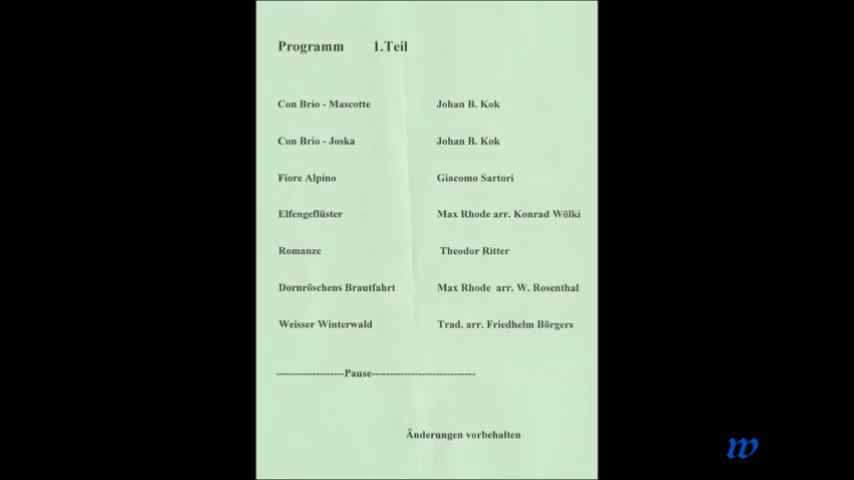 Programm 1.Teil
Con Brio - Mascotte Johan B. Kok
Con Brio - Joska Johan B. Kok
Fiore Alpino Giacomo Sartori
Elfengeflüster Max Rhode arr. Konrad Wölki
Romanze Theodor Ritter
Dornröschens Brautfahrt Max Rhode arr. W. Rosenthal
Weisser Winterwald Trad. arr. Friedhelm Börgers
-------------------Pause-----------------------------
Änderungen vorbehalten
w